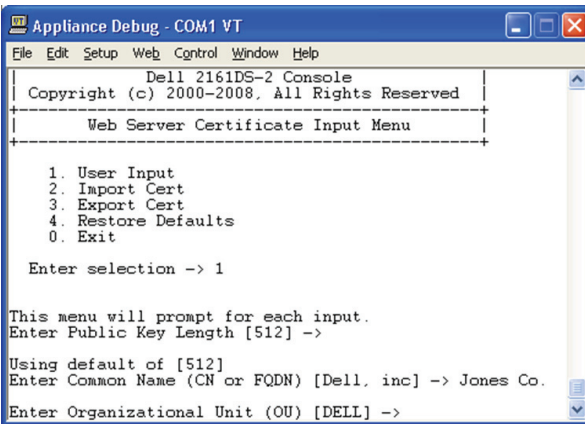 Appliance Debug - COM1 VT
File Edit Setup Web Control Window Help
| Dell 2161DS-2 Console |
| Copyright (c) 2000-2008, All Rights Reserved |
+----------------------------------------------+
| Web Server Certificate Input Menu |
+----------------------------------------------+
1. User Input
2. Import Cert
3. Export Cert
4. Restore Defaults
0. Exit
Enter selection -> 1
This menu will prompt for each input.
Enter Public Key Length [512] ->
Using default of [512]
Enter Common Name (CN or FQDN) [Dell, inc] -> Jones Co.
Enter Organizational Unit (OU) [DELL] ->